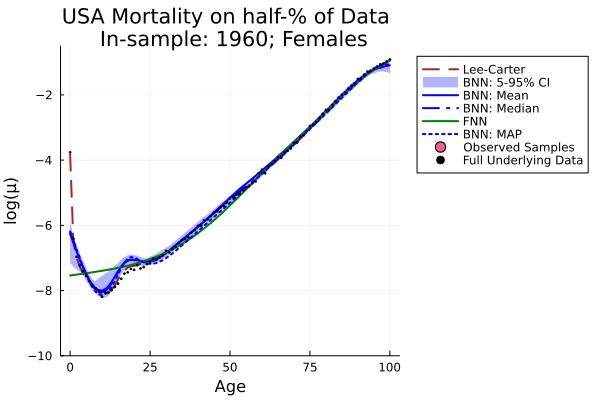 USA Mortality on half-% of Data
In-sample: 1960; Females
log(μ)
−2
−4
−6
−8
−10
0
25
50
75
100
Age
Lee-Carter
BNN: 5-95% CI
BNN: Mean
BNN: Median
FNN
BNN: MAP
Observed Samples
Full Underlying Data